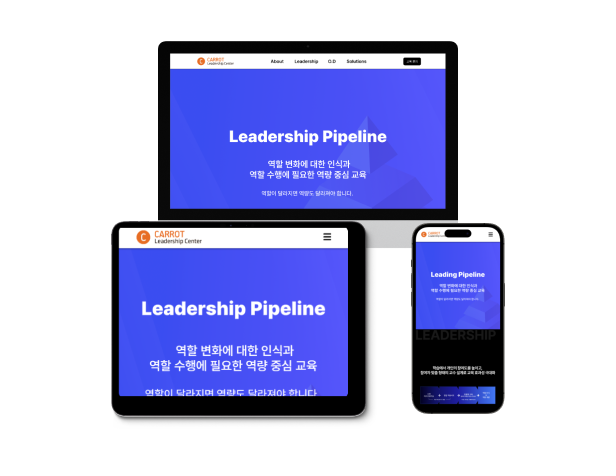 CARROT
Leadership Center
About Leadership O.D Solutions
Leadership Pipeline
역할 변화에 대한 인식과
역할 수행에 필요한 역량 중심 교육
역할이 달라지면 역량도 달라져야 합니다.
C CARROT
Leadership Center
Leadership Pipeline
역할 변화에 대한 인식과
역할 수행에 필요한 역량 중심 교육
역할이 달라지면 역량도 달라져야 합니다
CARROT
Leading Pipeline
역할 변화에 대한 인식과
역할 수행에 필요한 역량 중심 교육
LEADERSHIP